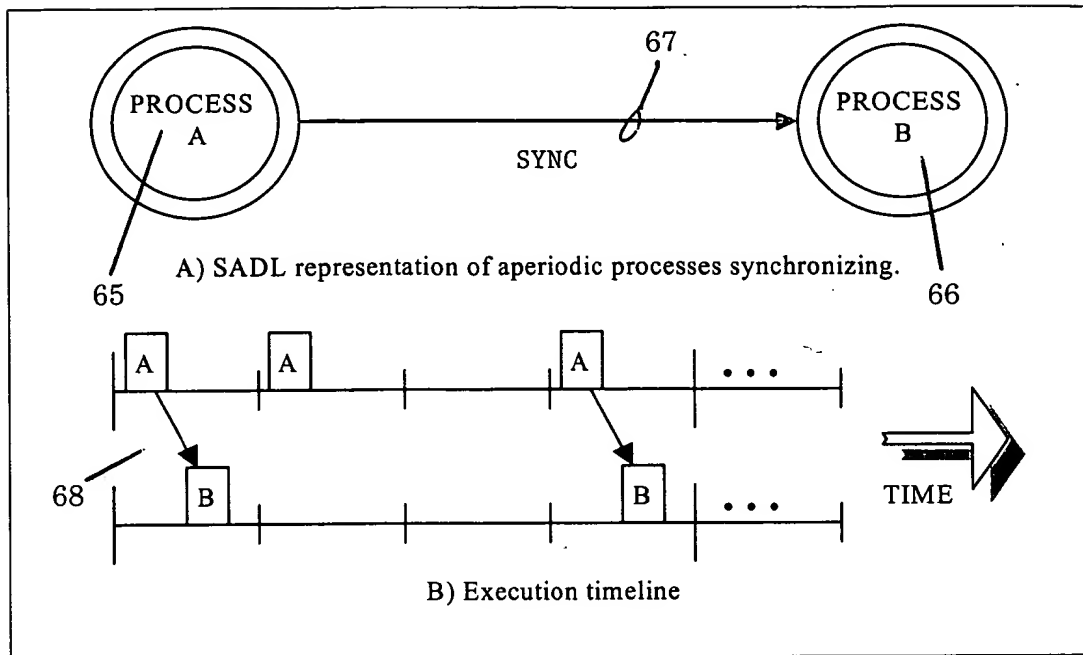 67
PROCESS
A
PROCESS
B
SYNC
A) SADL representation of aperiodic processes synchronizing.
65
66
A
A
A
• • •
68
B
B
• • •
TIME
B) Execution timeline